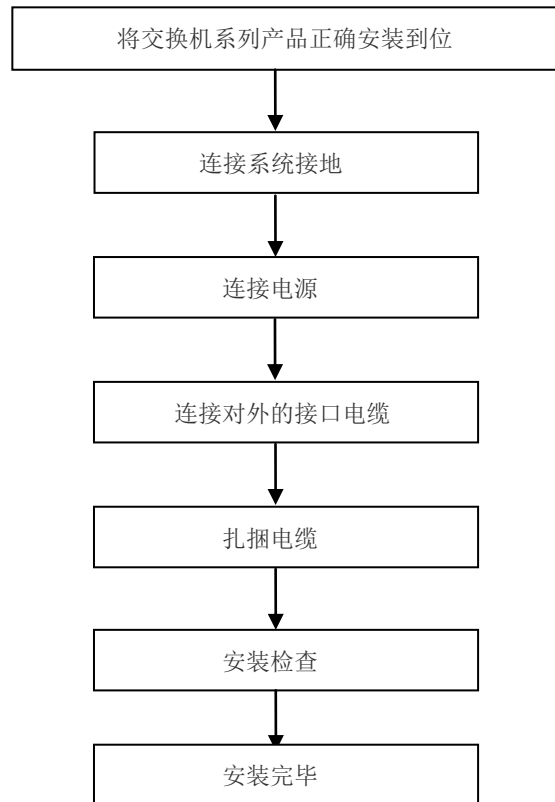 将交换机系列产品正确安装到位
连接系统接地
连接电源
连接对外的接口电缆
扎捆电缆
安装检查
安装完毕